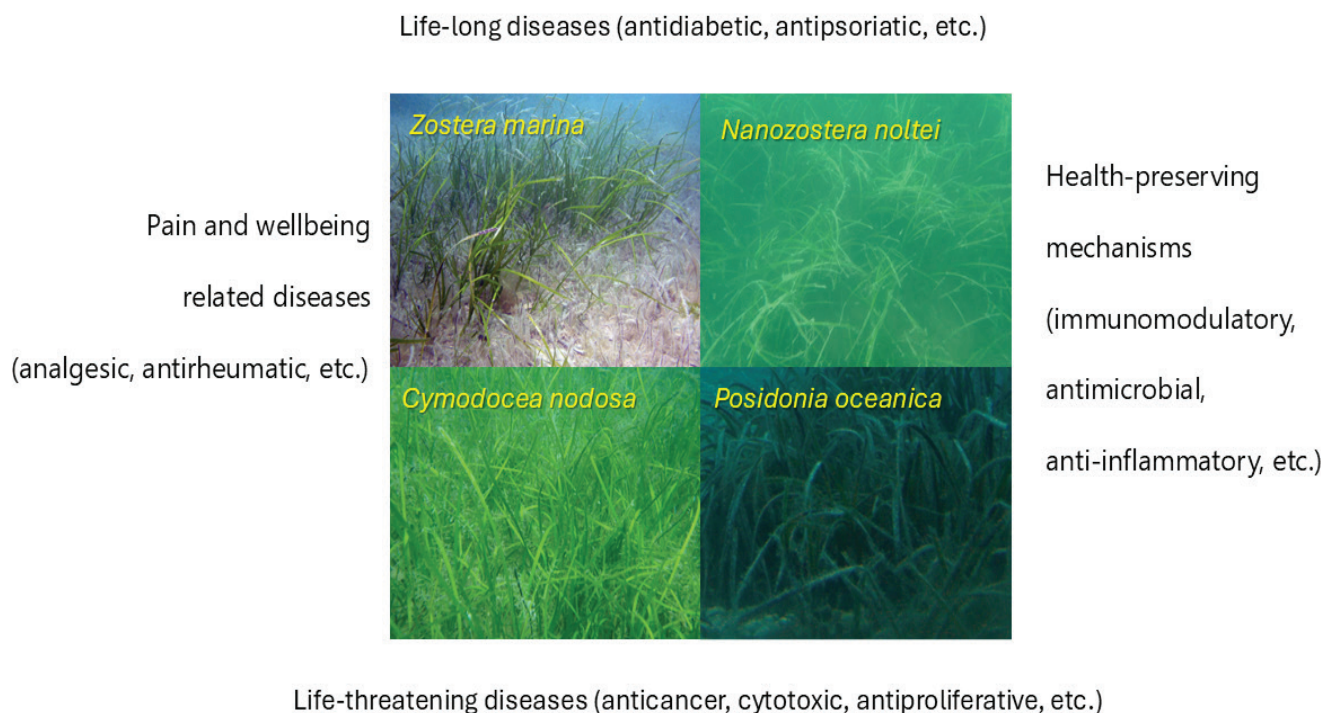 Life-long diseases (antidiabetic, antipsoriatic, etc.)
Zostera marina
Nanozostera noltei
Pain and wellbeing
related diseases
(analgesic, antirheumatic, etc.)
Health-preserving
mechanisms
(immunomodulatory,
antimicrobial,
anti-inflammatory, etc.)
Cymodocea nodosa
Posidonia oceanica
Life-threatening diseases (anticancer, cytotoxic, antiproliferative, etc.)